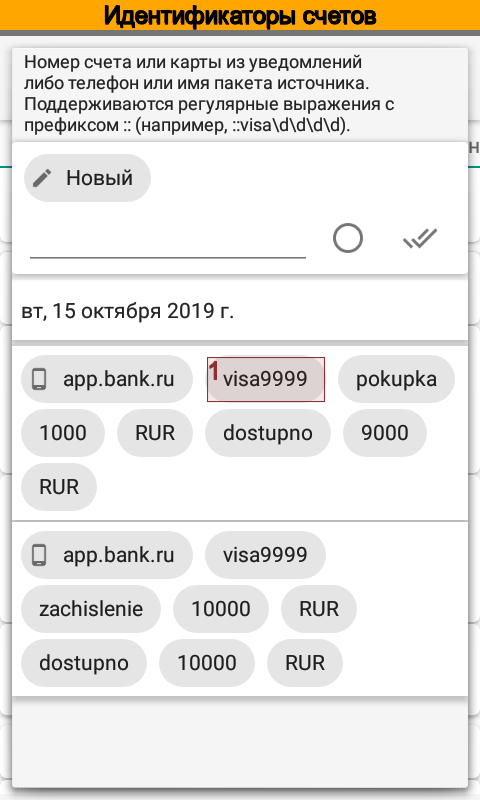 Идентификаторы счетов
Номер счета или карты из уведомлений
либо телефон или имя пакета источника.
Поддерживаются регулярные выражения с
префиксом :: (например, ::visa\d\d\d\d).
н
Новый
вт, 15 октября 2019 г.
app.bank.ru 1 visa9999 pokupka
1000 RUR dostupno 9000
RUR
app.bank.ru visa9999
zachislenie 10000 RUR
dostupno 10000 RUR